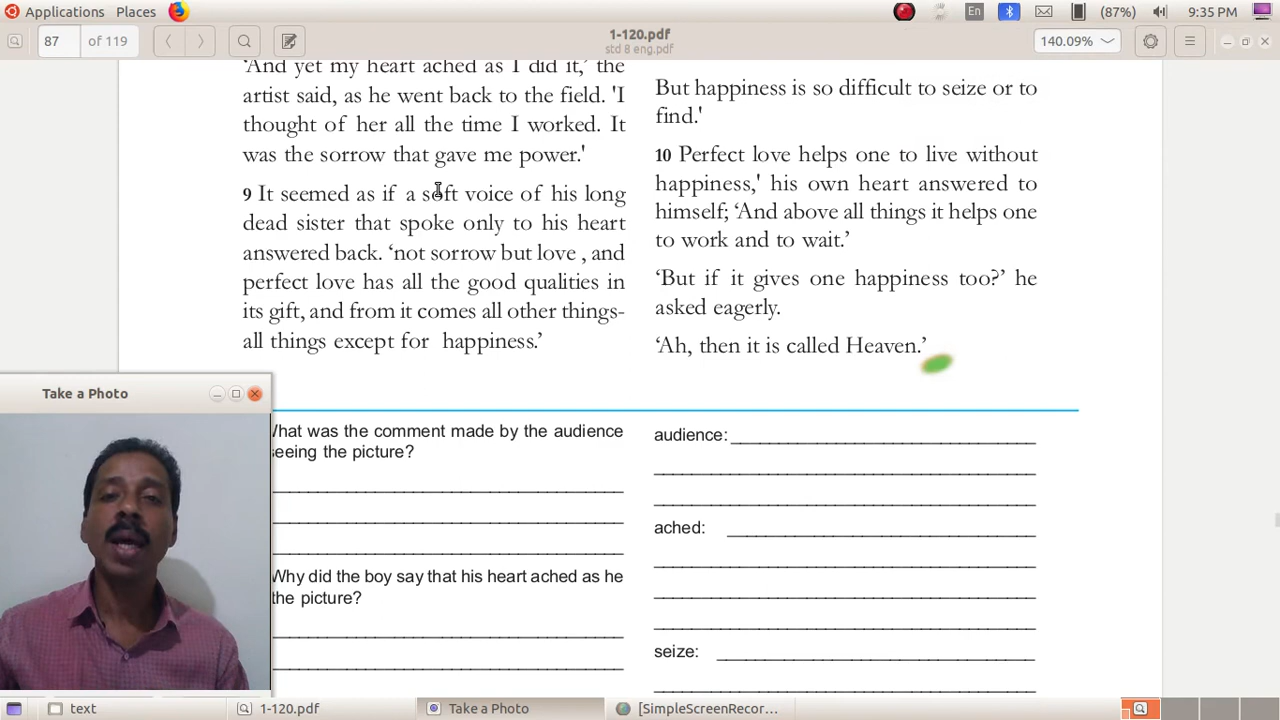 Applications Places En (87%) 9:35 PM
87 of 119 1-120.pdf 140.09%
std 8 eng.pdf
‘And yet my heart ached as I did it,’ the
artist said, as he went back to the field. 'I
thought of her all the time I worked. It
was the sorrow that gave me power.'
9 It seemed as if a soft voice of his long
dead sister that spoke only to his heart
answered back. ‘not sorrow but love , and
perfect love has all the good qualities in
its gift, and from it comes all other things-
all things except for happiness.’
But happiness is so difficult to seize or to
find.'
10 Perfect love helps one to live without
happiness,' his own heart answered to
himself; ‘And above all things it helps one
to work and to wait.’
‘But if it gives one happiness too?’ he
asked eagerly.
‘Ah, then it is called Heaven.’
Take a Photo
What was the comment made by the audience
seeing the picture?
Why did the boy say that his heart ached as he
the picture?
audience:
ached:
seize:
text 1-120.pdf Take a Photo [SimpleScreenRecor...